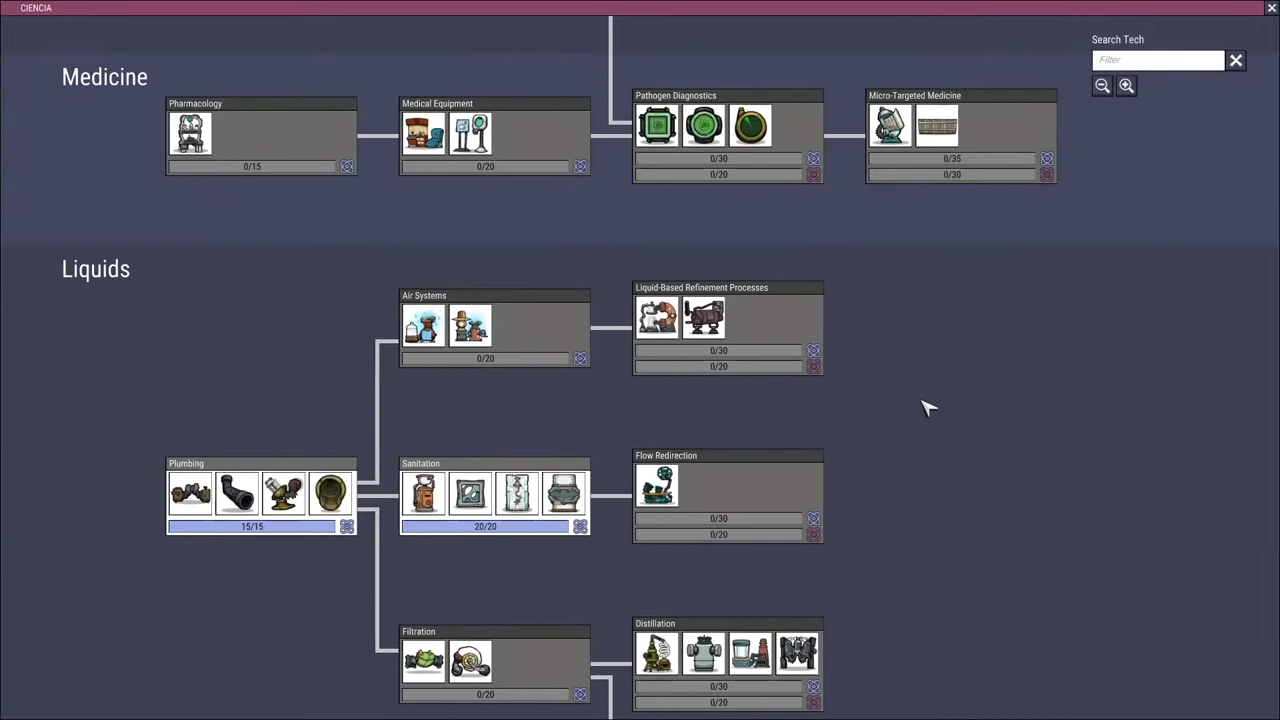 CIENCIA
Search Tech
Filter
Medicine
Pharmacology
0/15
Medical Equipment
0/20
Pathogen Diagnostics
0/30
0/20
Micro-Targeted Medicine
0/35
0/30
Liquids
Air Systems
0/20
Liquid-Based Refinement Processes
0/30
0/20
Plumbing
15/15
Sanitation
20/20
Flow Redirection
0/30
0/20
Filtration
0/20
Distillation
0/30
0/20